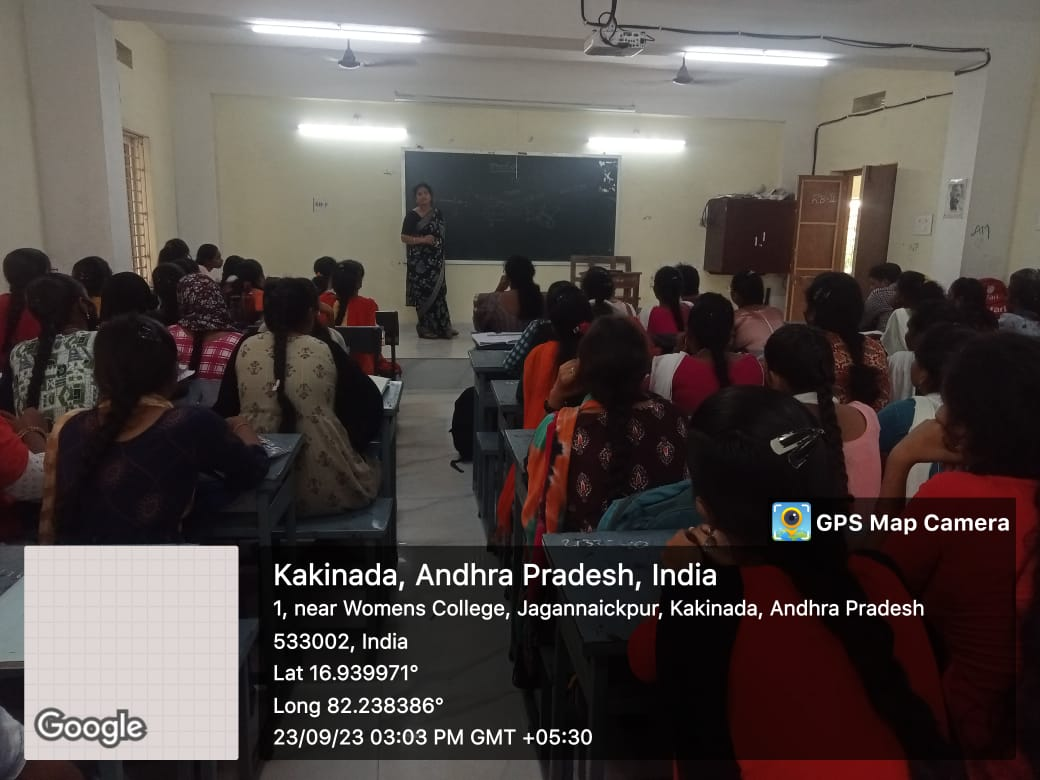 GPS Map Camera
Kakinada, Andhra Pradesh, India
1, near Womens College, Jagannaickpur, Kakinada, Andhra Pradesh
533002, India
Lat 16.939971°
Long 82.238386°
23/09/23 03:03 PM GMT +05:30
Google